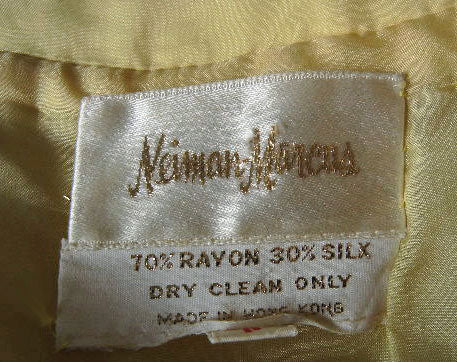 Neiman-Marcus
70% RAYON 30% SILK
DRY CLEAN ONLY
MADE IN HONG KONG